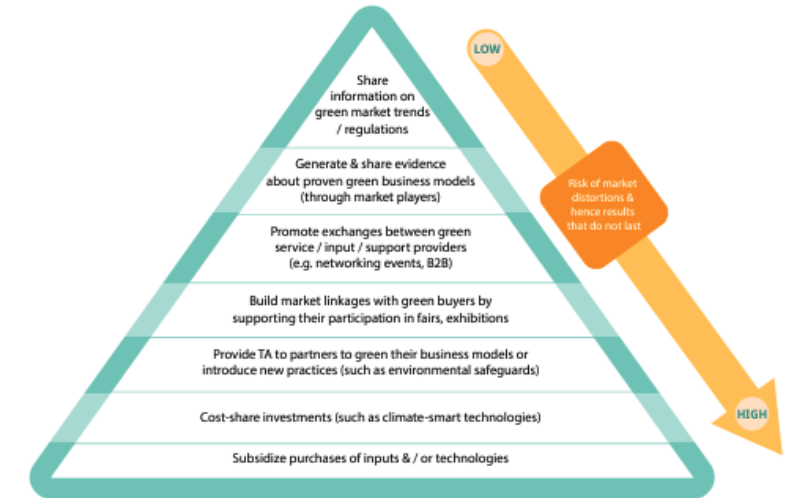 LOW
Share
information on
green market trends
/ regulations
Generate & share evidence
about proven green business models
(through market players)
Risk of market
distortions &
hence results
that do not last
Promote exchanges between green
service / input / support providers
(e.g. networking events, B2B)
Build market linkages with green buyers by
supporting their participation in fairs, exhibitions
Provide TA to partners to green their business models or
introduce new practices (such as environmental safeguards)
Cost-share investments (such as climate-smart technologies)
HIGH
Subsidize purchases of inputs & / or technologies